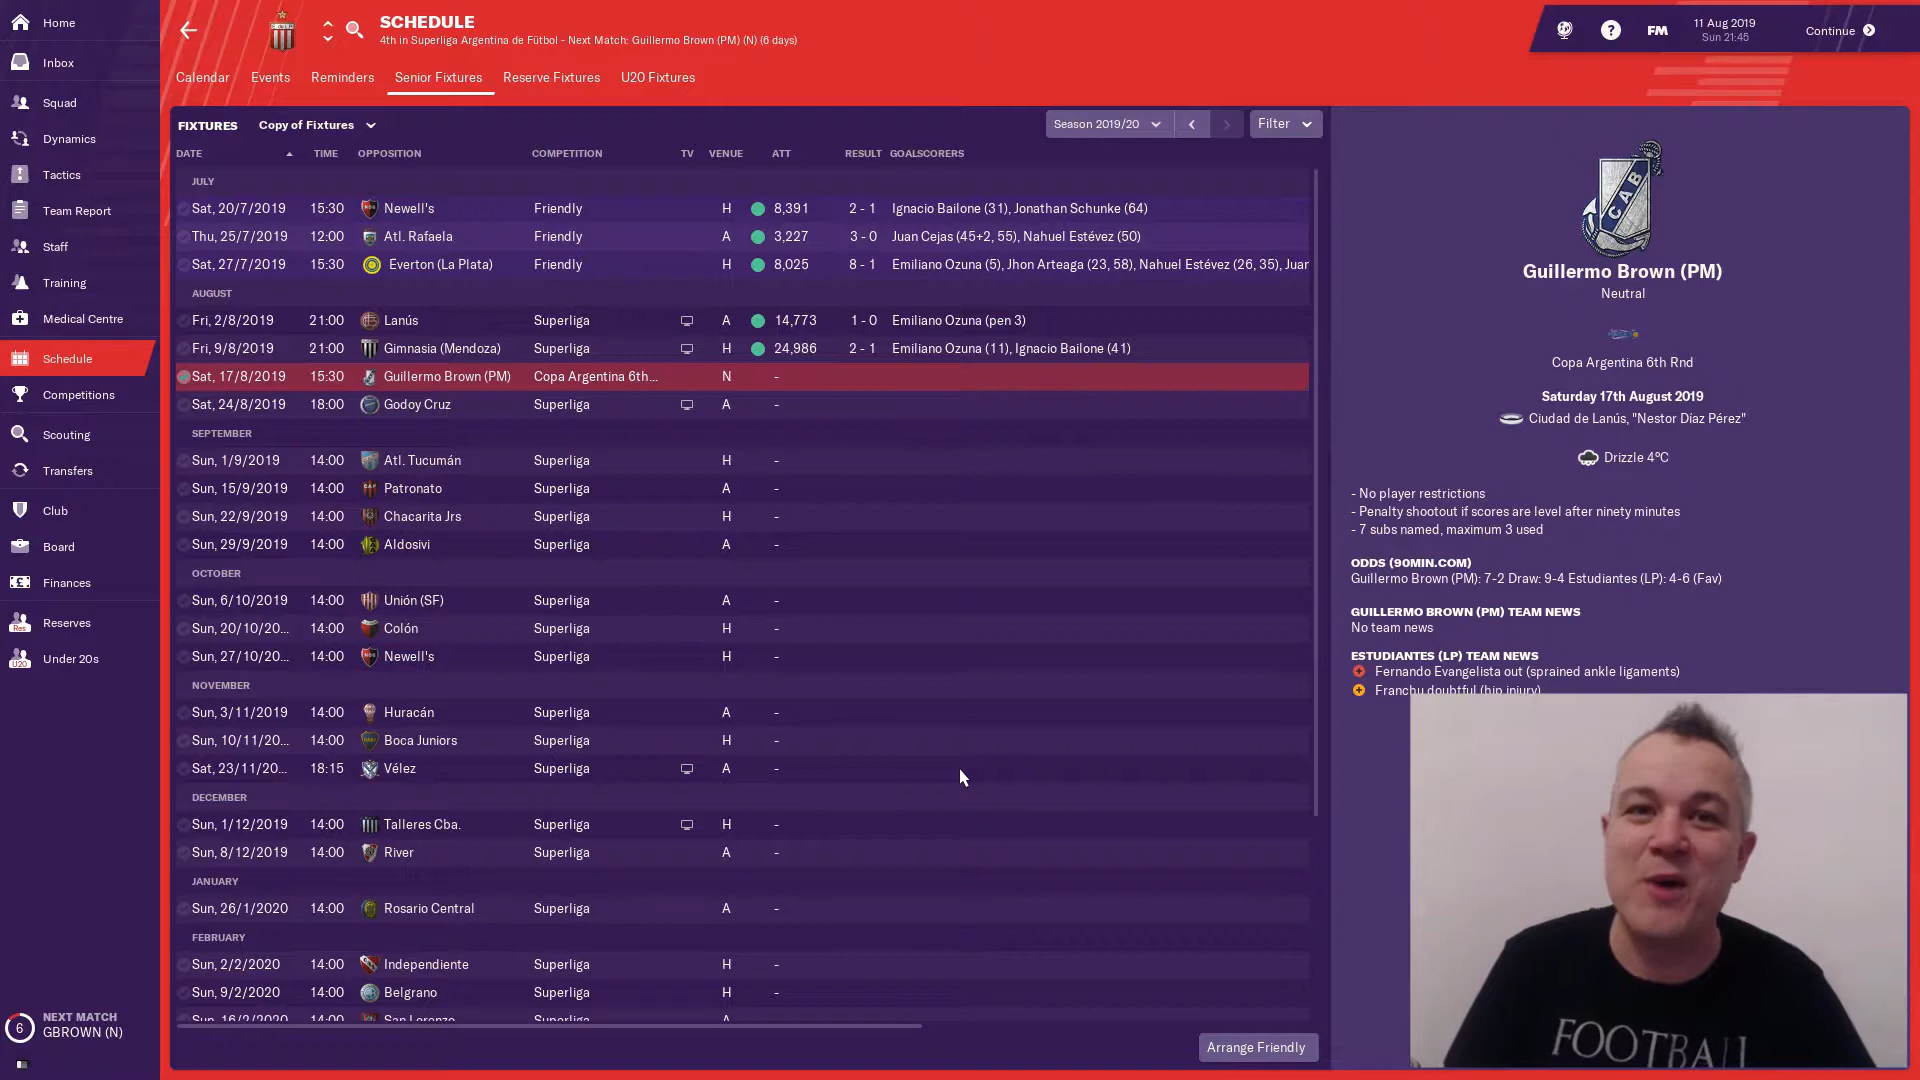 Home
Inbox
Squad
Dynamics
Tactics
Team Report
Staff
Training
Medical Centre
Schedule
Competitions
Scouting
Transfers
Club
Board
Finances
Reserves
Under 20s
6 NEXT MATCH
GBROWN (N)
SCHEDULE
4th in Superliga Argentina de Fútbol - Next Match: Guillermo Brown (PM) (N) (6 days)
? FM 11 Aug 2019 Continue
Sun 21:45
Calendar Events Reminders Senior Fixtures Reserve Fixtures U20 Fixtures
FIXTURES Copy of Fixtures Season 2019/20 Filter
DATE TIME OPPOSITION COMPETITION TV VENUE ATT RESULT GOALSCORERS
JULY
Sat, 20/7/2019 15:30 Newell's Friendly H 8,391 2 - 1 Ignacio Bailone (31), Jonathan Schunke (64)
Thu, 25/7/2019 12:00 Atl. Rafaela Friendly A 3,227 3 - 0 Juan Cejas (45+2, 55), Nahuel Estévez (50)
Sat, 27/7/2019 15:30 Everton (La Plata) Friendly H 8,025 8 - 1 Emiliano Ozuna (5), Jhon Arteaga (23, 58), Nahuel Estévez (26, 35), Juar
AUGUST
Fri, 2/8/2019 21:00 Lanús Superliga A 14,773 1 - 0 Emiliano Ozuna (pen 3)
Fri, 9/8/2019 21:00 Gimnasia (Mendoza) Superliga H 24,986 2 - 1 Emiliano Ozuna (11), Ignacio Bailone (41)
Sat, 17/8/2019 15:30 Guillermo Brown (PM) Copa Argentina 6th... N -
Sat, 24/8/2019 18:00 Godoy Cruz Superliga A -
SEPTEMBER
Sun, 1/9/2019 14:00 Atl. Tucumán Superliga H -
Sun, 15/9/2019 14:00 Patronato Superliga A -
Sun, 22/9/2019 14:00 Chacarita Jrs Superliga H -
Sun, 29/9/2019 14:00 Aldosivi Superliga A -
OCTOBER
Sun, 6/10/2019 14:00 Unión (SF) Superliga A -
Sun, 20/10/20... 14:00 Colón Superliga H -
Sun, 27/10/20... 14:00 Newell's Superliga H -
NOVEMBER
Sun, 3/11/2019 14:00 Huracán Superliga A -
Sun, 10/11/20... 14:00 Boca Juniors Superliga H -
Sat, 23/11/20... 18:15 Vélez Superliga A -
DECEMBER
Sun, 1/12/2019 14:00 Talleres Cba. Superliga H -
Sun, 8/12/2019 14:00 River Superliga A -
JANUARY
Sun, 26/1/2020 14:00 Rosario Central Superliga A -
FEBRUARY
Sun, 2/2/2020 14:00 Independiente Superliga H -
Sun, 9/2/2020 14:00 Belgrano Superliga H -
Sun, 16/2/2020 14:00 San Lorenzo Superliga A -
Arrange Friendly
CAB
Guillermo Brown (PM)
Neutral
Copa Argentina 6th Rnd
Saturday 17th August 2019
Ciudad de Lanús, "Nestor Díaz Pérez"
Drizzle 4°C
- No player restrictions
- Penalty shootout if scores are level after ninety minutes
- 7 subs named, maximum 3 used
ODDS (90MIN.COM)
Guillermo Brown (PM): 7-2 Draw: 9-4 Estudiantes (LP): 4-6 (Fav)
GUILLERMO BROWN (PM) TEAM NEWS
No team news
ESTUDIANTES (LP) TEAM NEWS
Fernando Evangelista out (sprained ankle ligaments)
Franchu doubtful (hip injury)
FOOTBALL